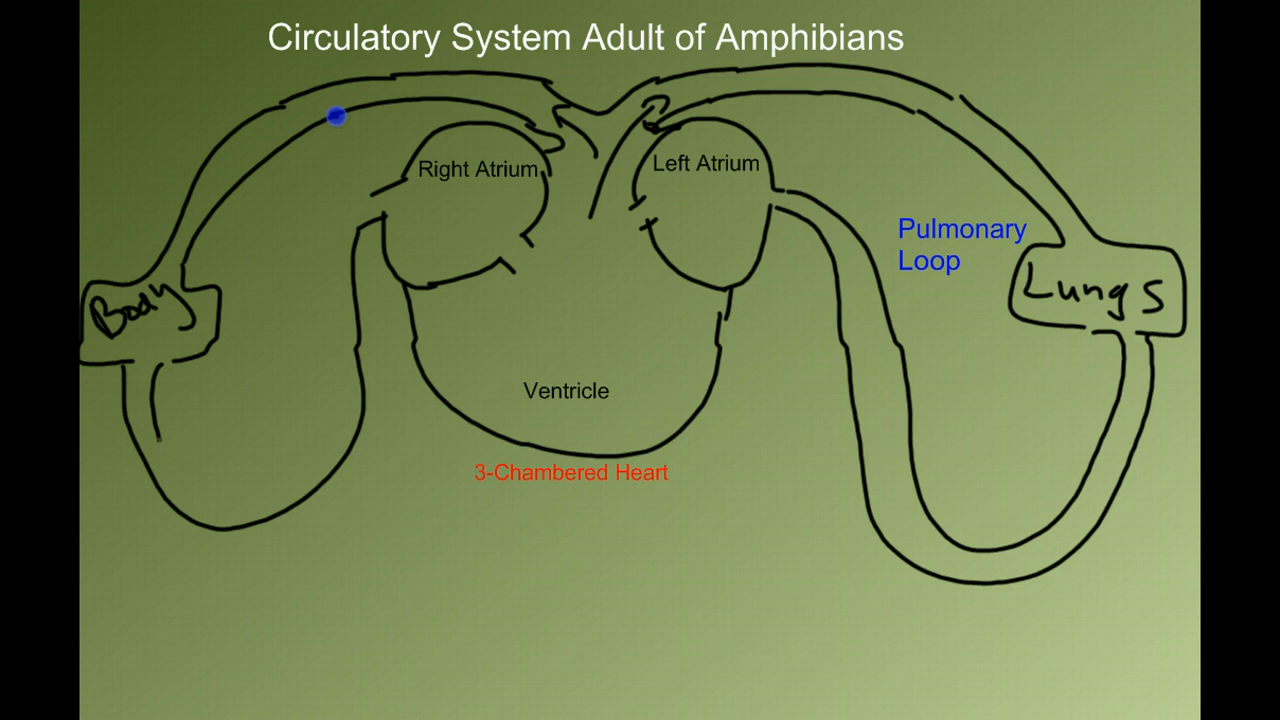 Circulatory System Adult of Amphibians
Right Atrium
Left Atrium
Pulmonary
Loop
Body
Lungs
Ventricle
3-Chambered Heart